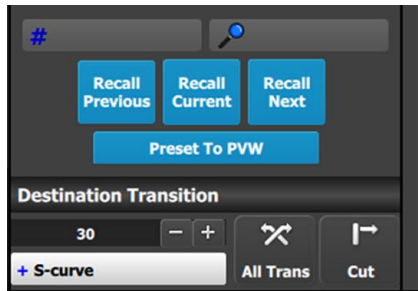 #
Recall Previous
Recall Current
Recall Next
Preset To PVW
Destination Transition
30 − +
+ S-curve
All Trans
Cut